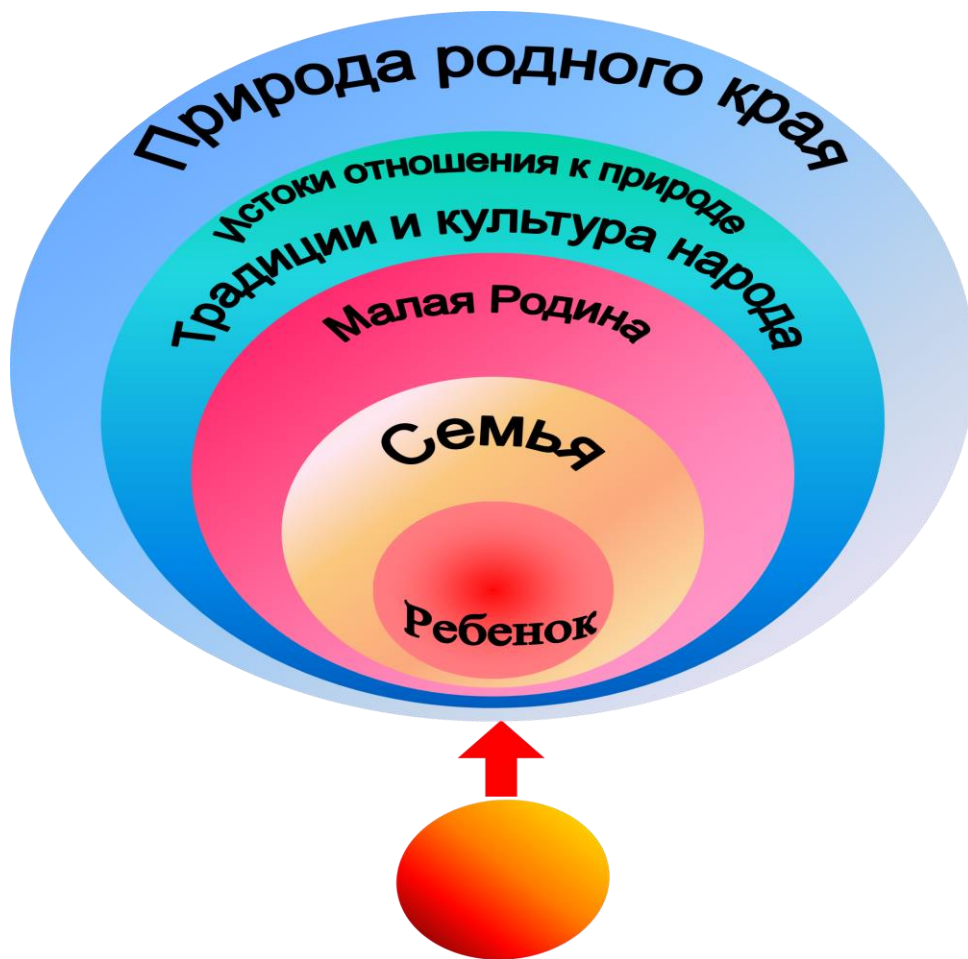 Природа родного края
Истоки отношения к природе
Традиции и культура народа
Малая Родина
Семья
Ребенок